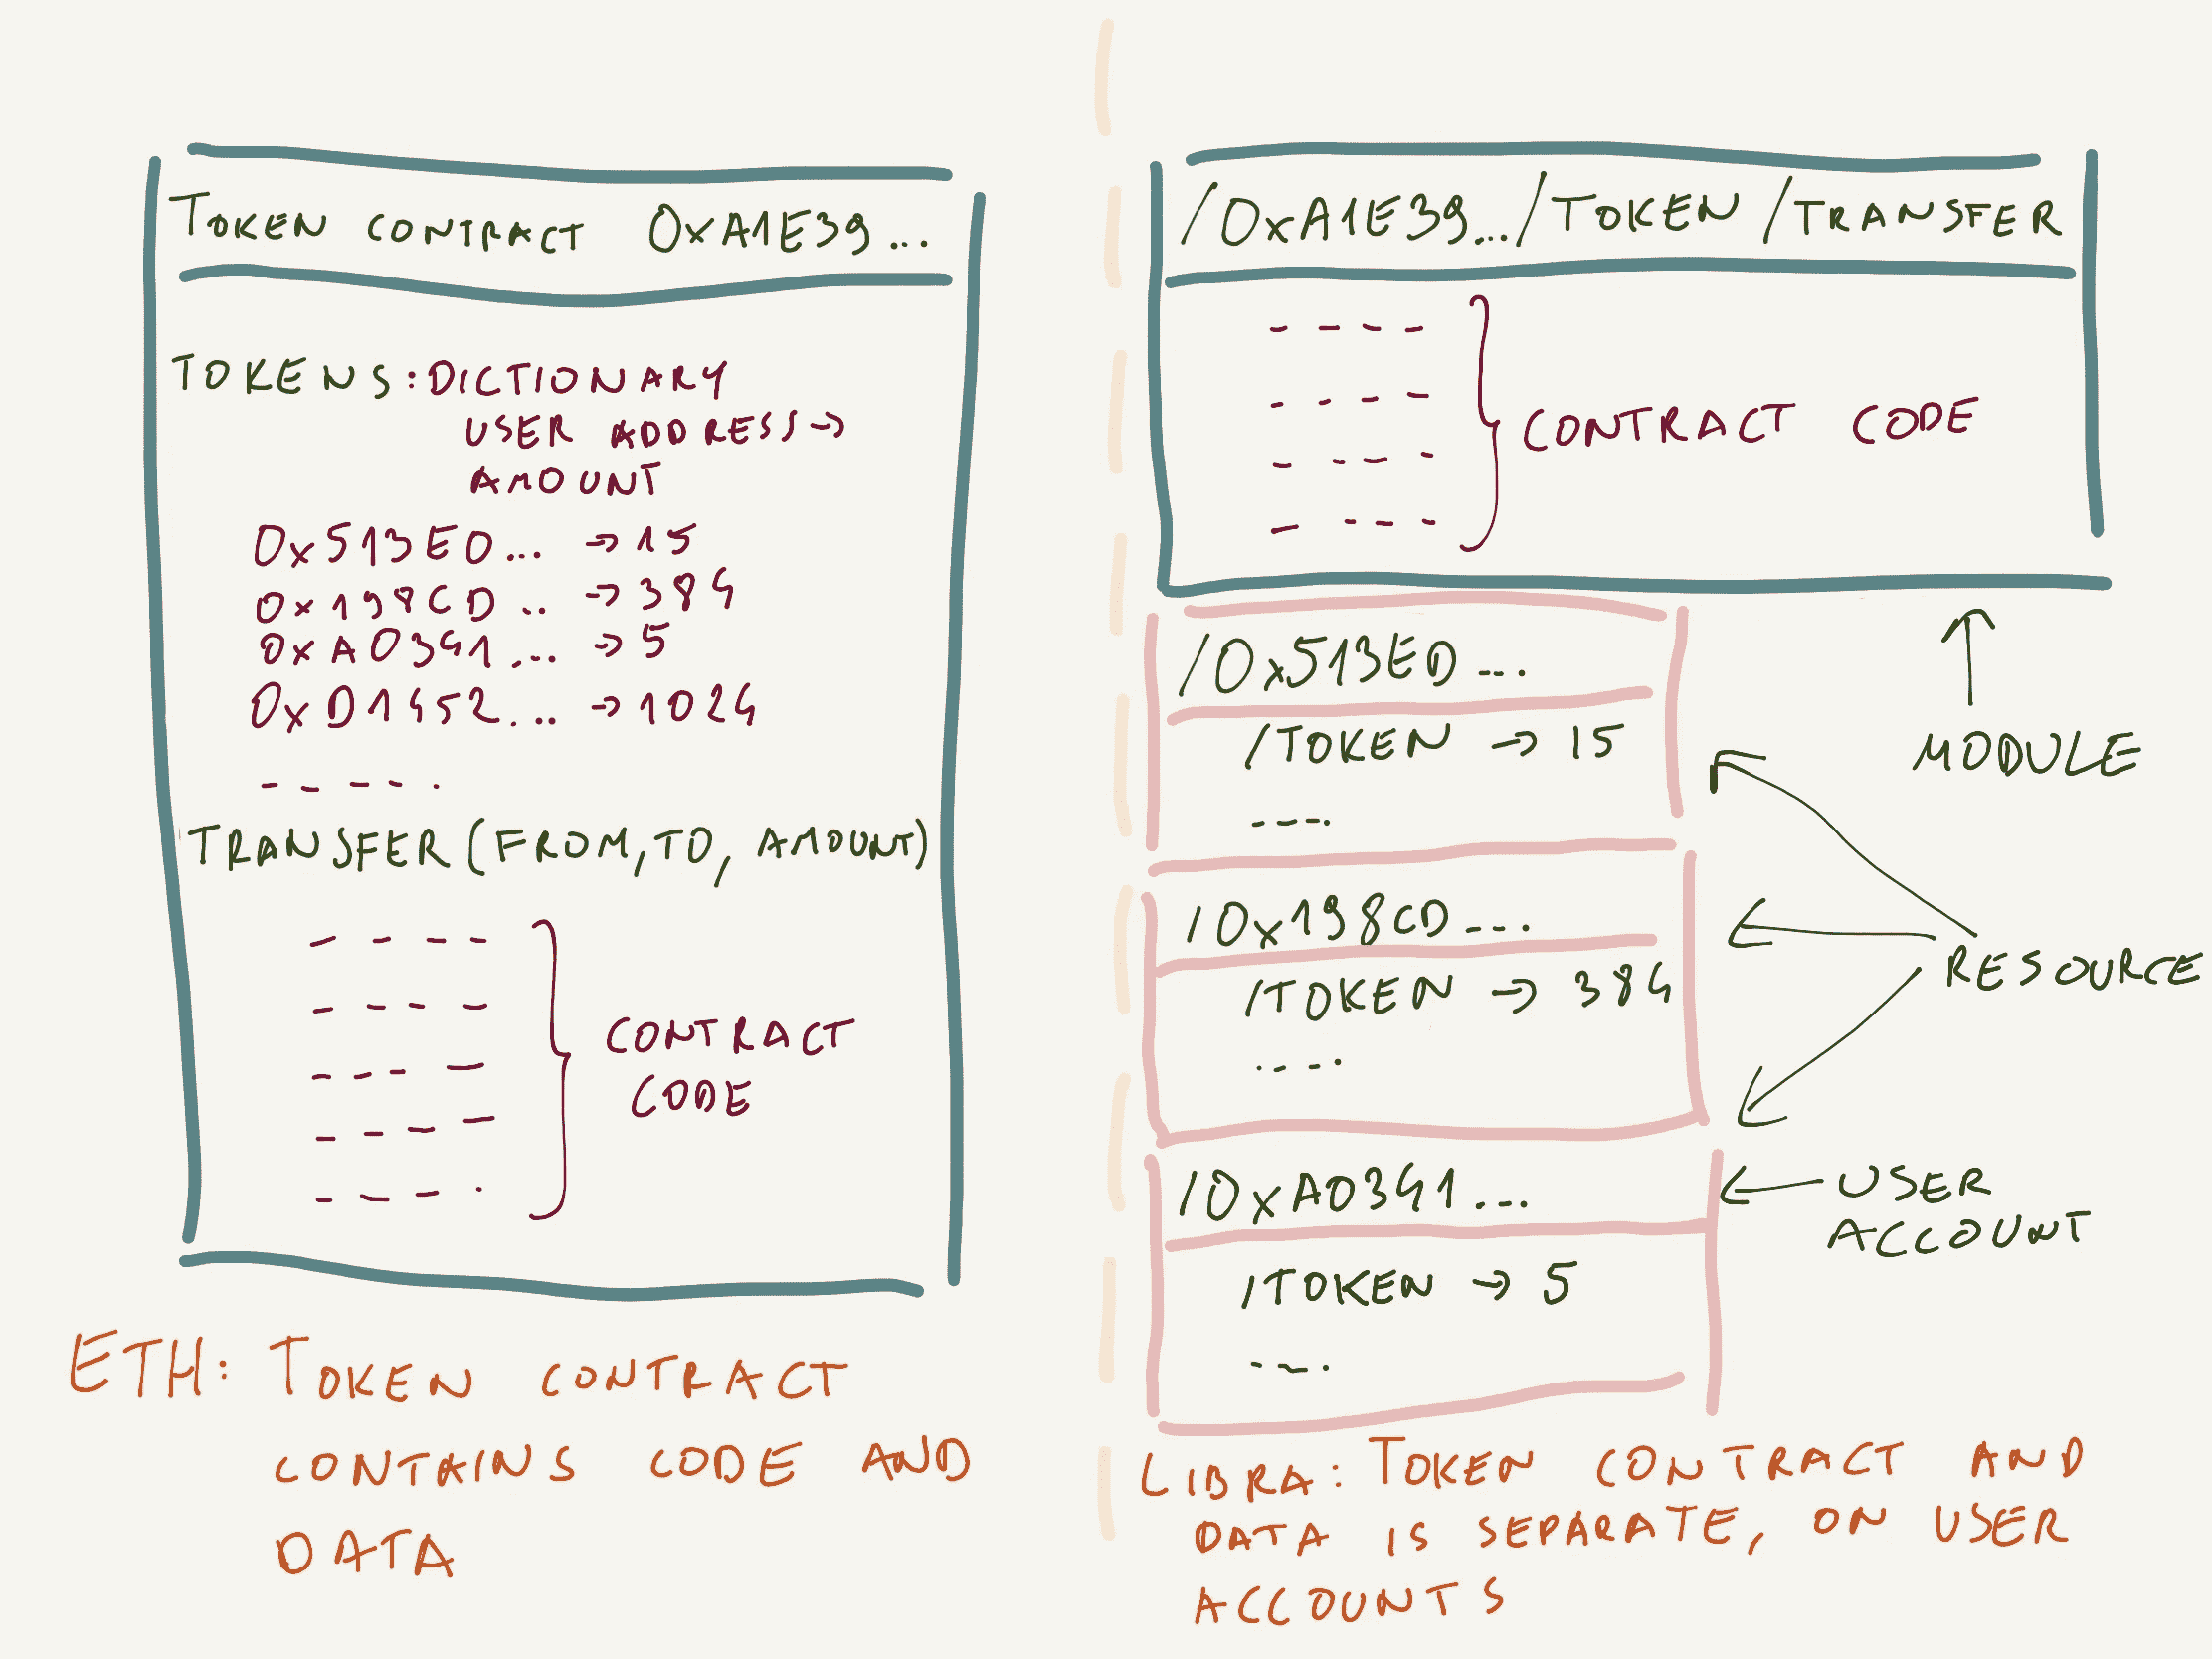 TOKEN CONTRACT 0XA1E39...
TOKENS: DICTIONARY
USER ADDRESS →
AMOUNT
0x513ED... → 15
0x198CD .. → 384
0XA0341... → 5
0XD1452... → 1024
TRANSFER (FROM, TO, AMOUNT)
CONTRACT
CODE
ETH: TOKEN CONTRACT
CONTAINS CODE AND
DATA
/0XA1E39.../TOKEN/TRANSFER
CONTRACT CODE
MODULE
/0x513ED...
/TOKEN → 15
/0x198CD...
/TOKEN → 384
RESOURCE
/0xA0341...
/TOKEN → 5
USER
ACCOUNT
LIBRA: TOKEN CONTRACT AND
DATA IS SEPARATE, ON USER
ACCOUNTS